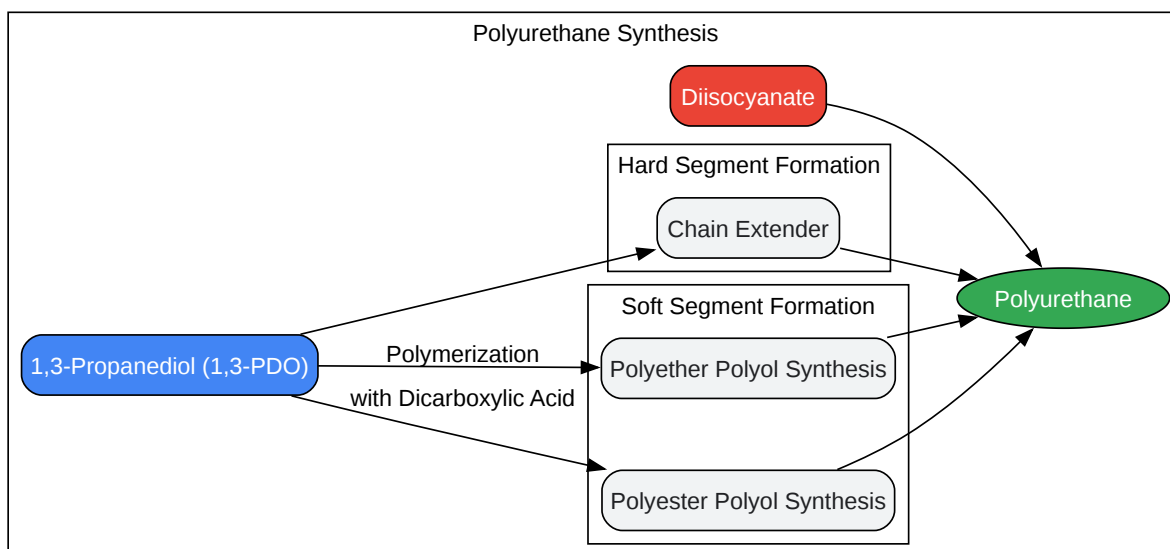 Polyurethane Synthesis
Diisocyanate
Hard Segment Formation
Chain Extender
Polyurethane
Soft Segment Formation
1,3-Propanediol (1,3-PDO)
Polymerization
Polyether Polyol Synthesis
with Dicarboxylic Acid
Polyester Polyol Synthesis